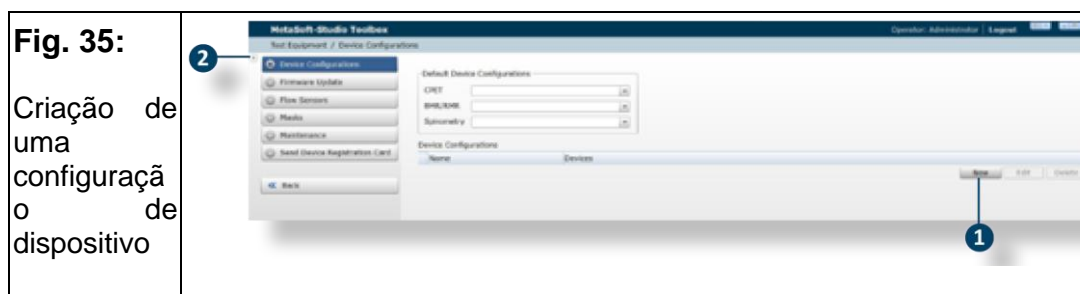 Fig. 35:
Criação de
uma
configuraçã
o de
dispositivo
MetaSoft-Studio Toolbox
Operator: Administrator | Logout
Test Equipment / Device Configurations
2
Device Configurations
Firmware Update
Flow Sensors
Masks
Maintenance
Send Device Registration Card
Back
Default Device Configurations
CPET
BMR/RMR
Spirometry
Device Configurations
Name
Devices
New
Edit
Delete
1